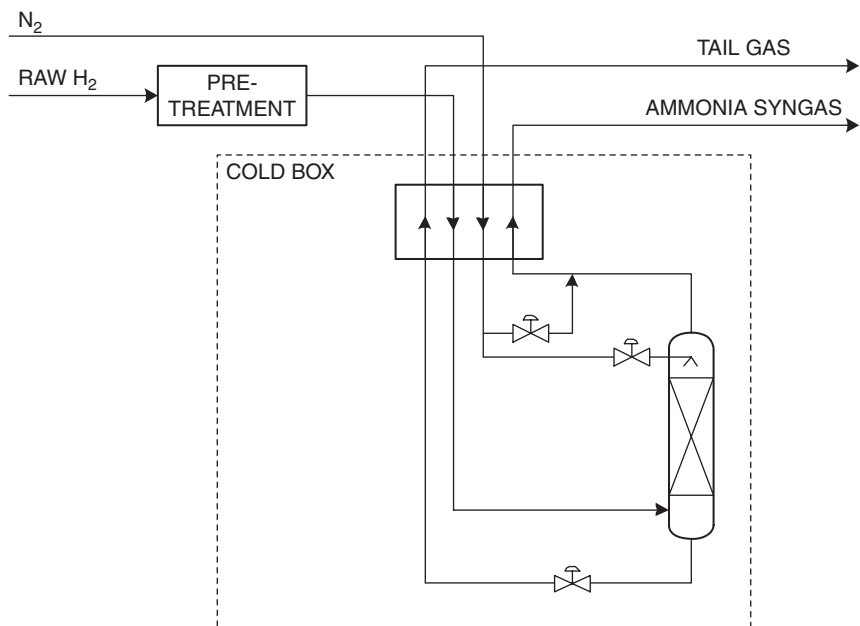 N₂
TAIL GAS
RAW H₂
PRE-
TREATMENT
AMMONIA SYNGAS
COLD BOX